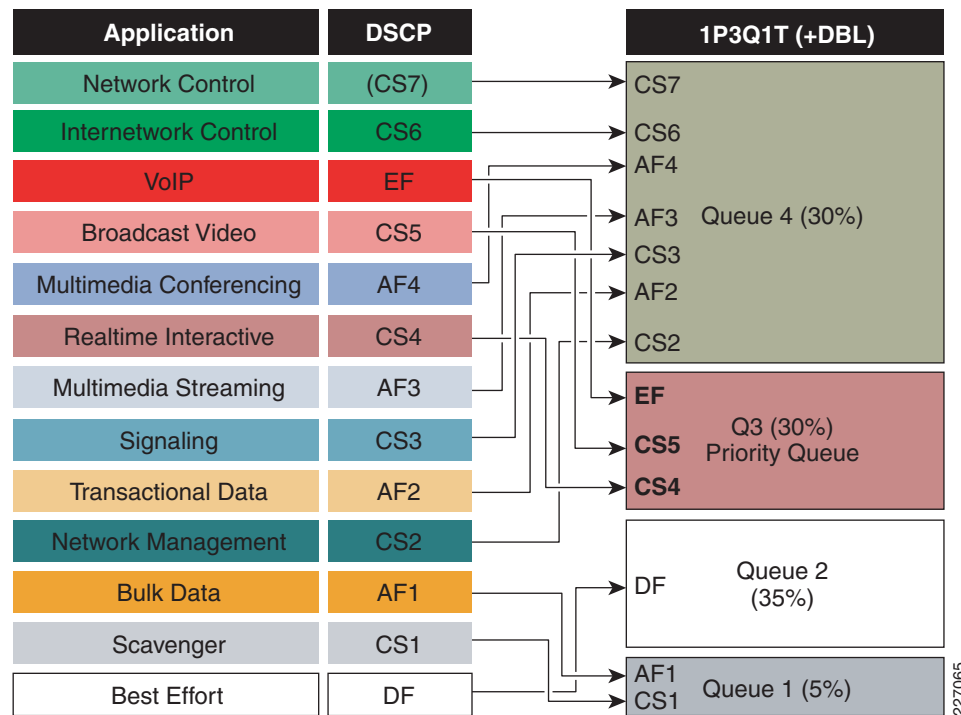 Application DSCP 1P3Q1T (+DBL)
Network Control (CS7) CS7
Internetwork Control CS6 CS6
VoIP EF AF4
Broadcast Video CS5 AF3 Queue 4 (30%)
Multimedia Conferencing AF4 CS3
AF2
Realtime Interactive CS4 CS2
Multimedia Streaming AF3 EF
Signaling CS3 CS5 Q3 (30%)
Priority Queue
Transactional Data AF2 CS4
Network Management CS2
Bulk Data AF1 DF Queue 2
(35%)
Scavenger CS1 AF1
Best Effort DF CS1 Queue 1 (5%)
227065